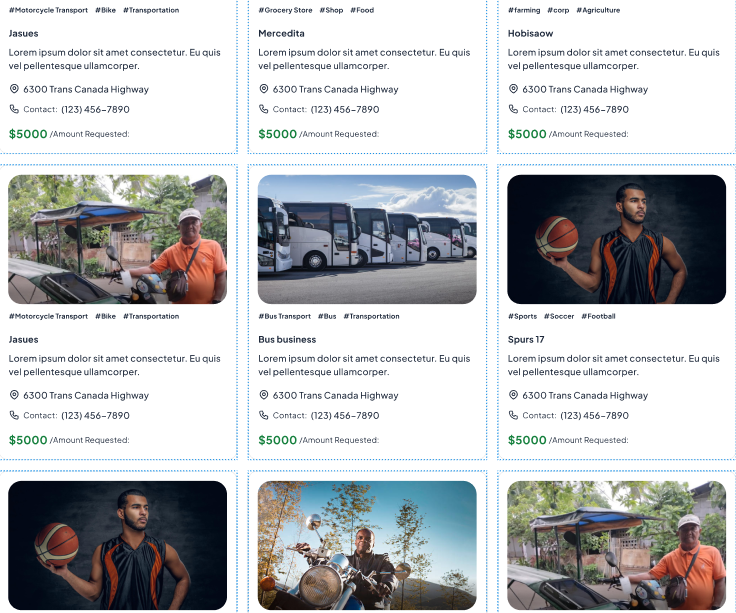 #Motorcycle Transport #Bike #Transportation
Jasues
Lorem ipsum dolor sit amet consectetur. Eu quis
vel pellentesque ullamcorper.
6300 Trans Canada Highway
Contact: (123) 456-7890
$5000 /Amount Requested:
#Grocery Store #Shop #Food
Mercedita
Lorem ipsum dolor sit amet consectetur. Eu quis
vel pellentesque ullamcorper.
6300 Trans Canada Highway
Contact: (123) 456-7890
$5000 /Amount Requested:
#farming #corp #Agriculture
Hobisaow
Lorem ipsum dolor sit amet consectetur. Eu quis
vel pellentesque ullamcorper.
6300 Trans Canada Highway
Contact: (123) 456-7890
$5000 /Amount Requested:
#Motorcycle Transport #Bike #Transportation
Jasues
Lorem ipsum dolor sit amet consectetur. Eu quis
vel pellentesque ullamcorper.
6300 Trans Canada Highway
Contact: (123) 456-7890
$5000 /Amount Requested:
#Bus Transport #Bus #Transportation
Bus business
Lorem ipsum dolor sit amet consectetur. Eu quis
vel pellentesque ullamcorper.
6300 Trans Canada Highway
Contact: (123) 456-7890
$5000 /Amount Requested:
#Sports #Soccer #Football
Spurs 17
Lorem ipsum dolor sit amet consectetur. Eu quis
vel pellentesque ullamcorper.
6300 Trans Canada Highway
Contact: (123) 456-7890
$5000 /Amount Requested: